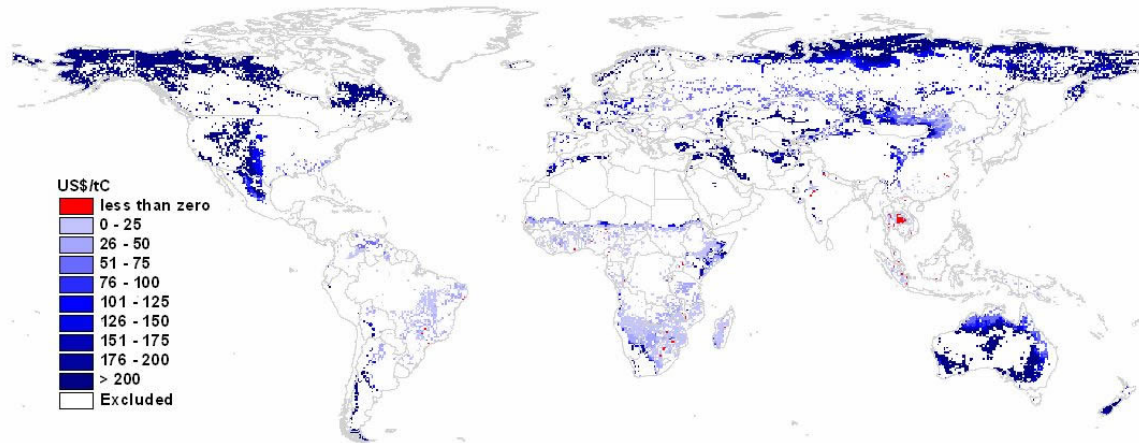 US$/tC
less than zero
0 - 25
26 - 50
51 - 75
76 - 100
101 - 125
126 - 150
151 - 175
176 - 200
> 200
Excluded